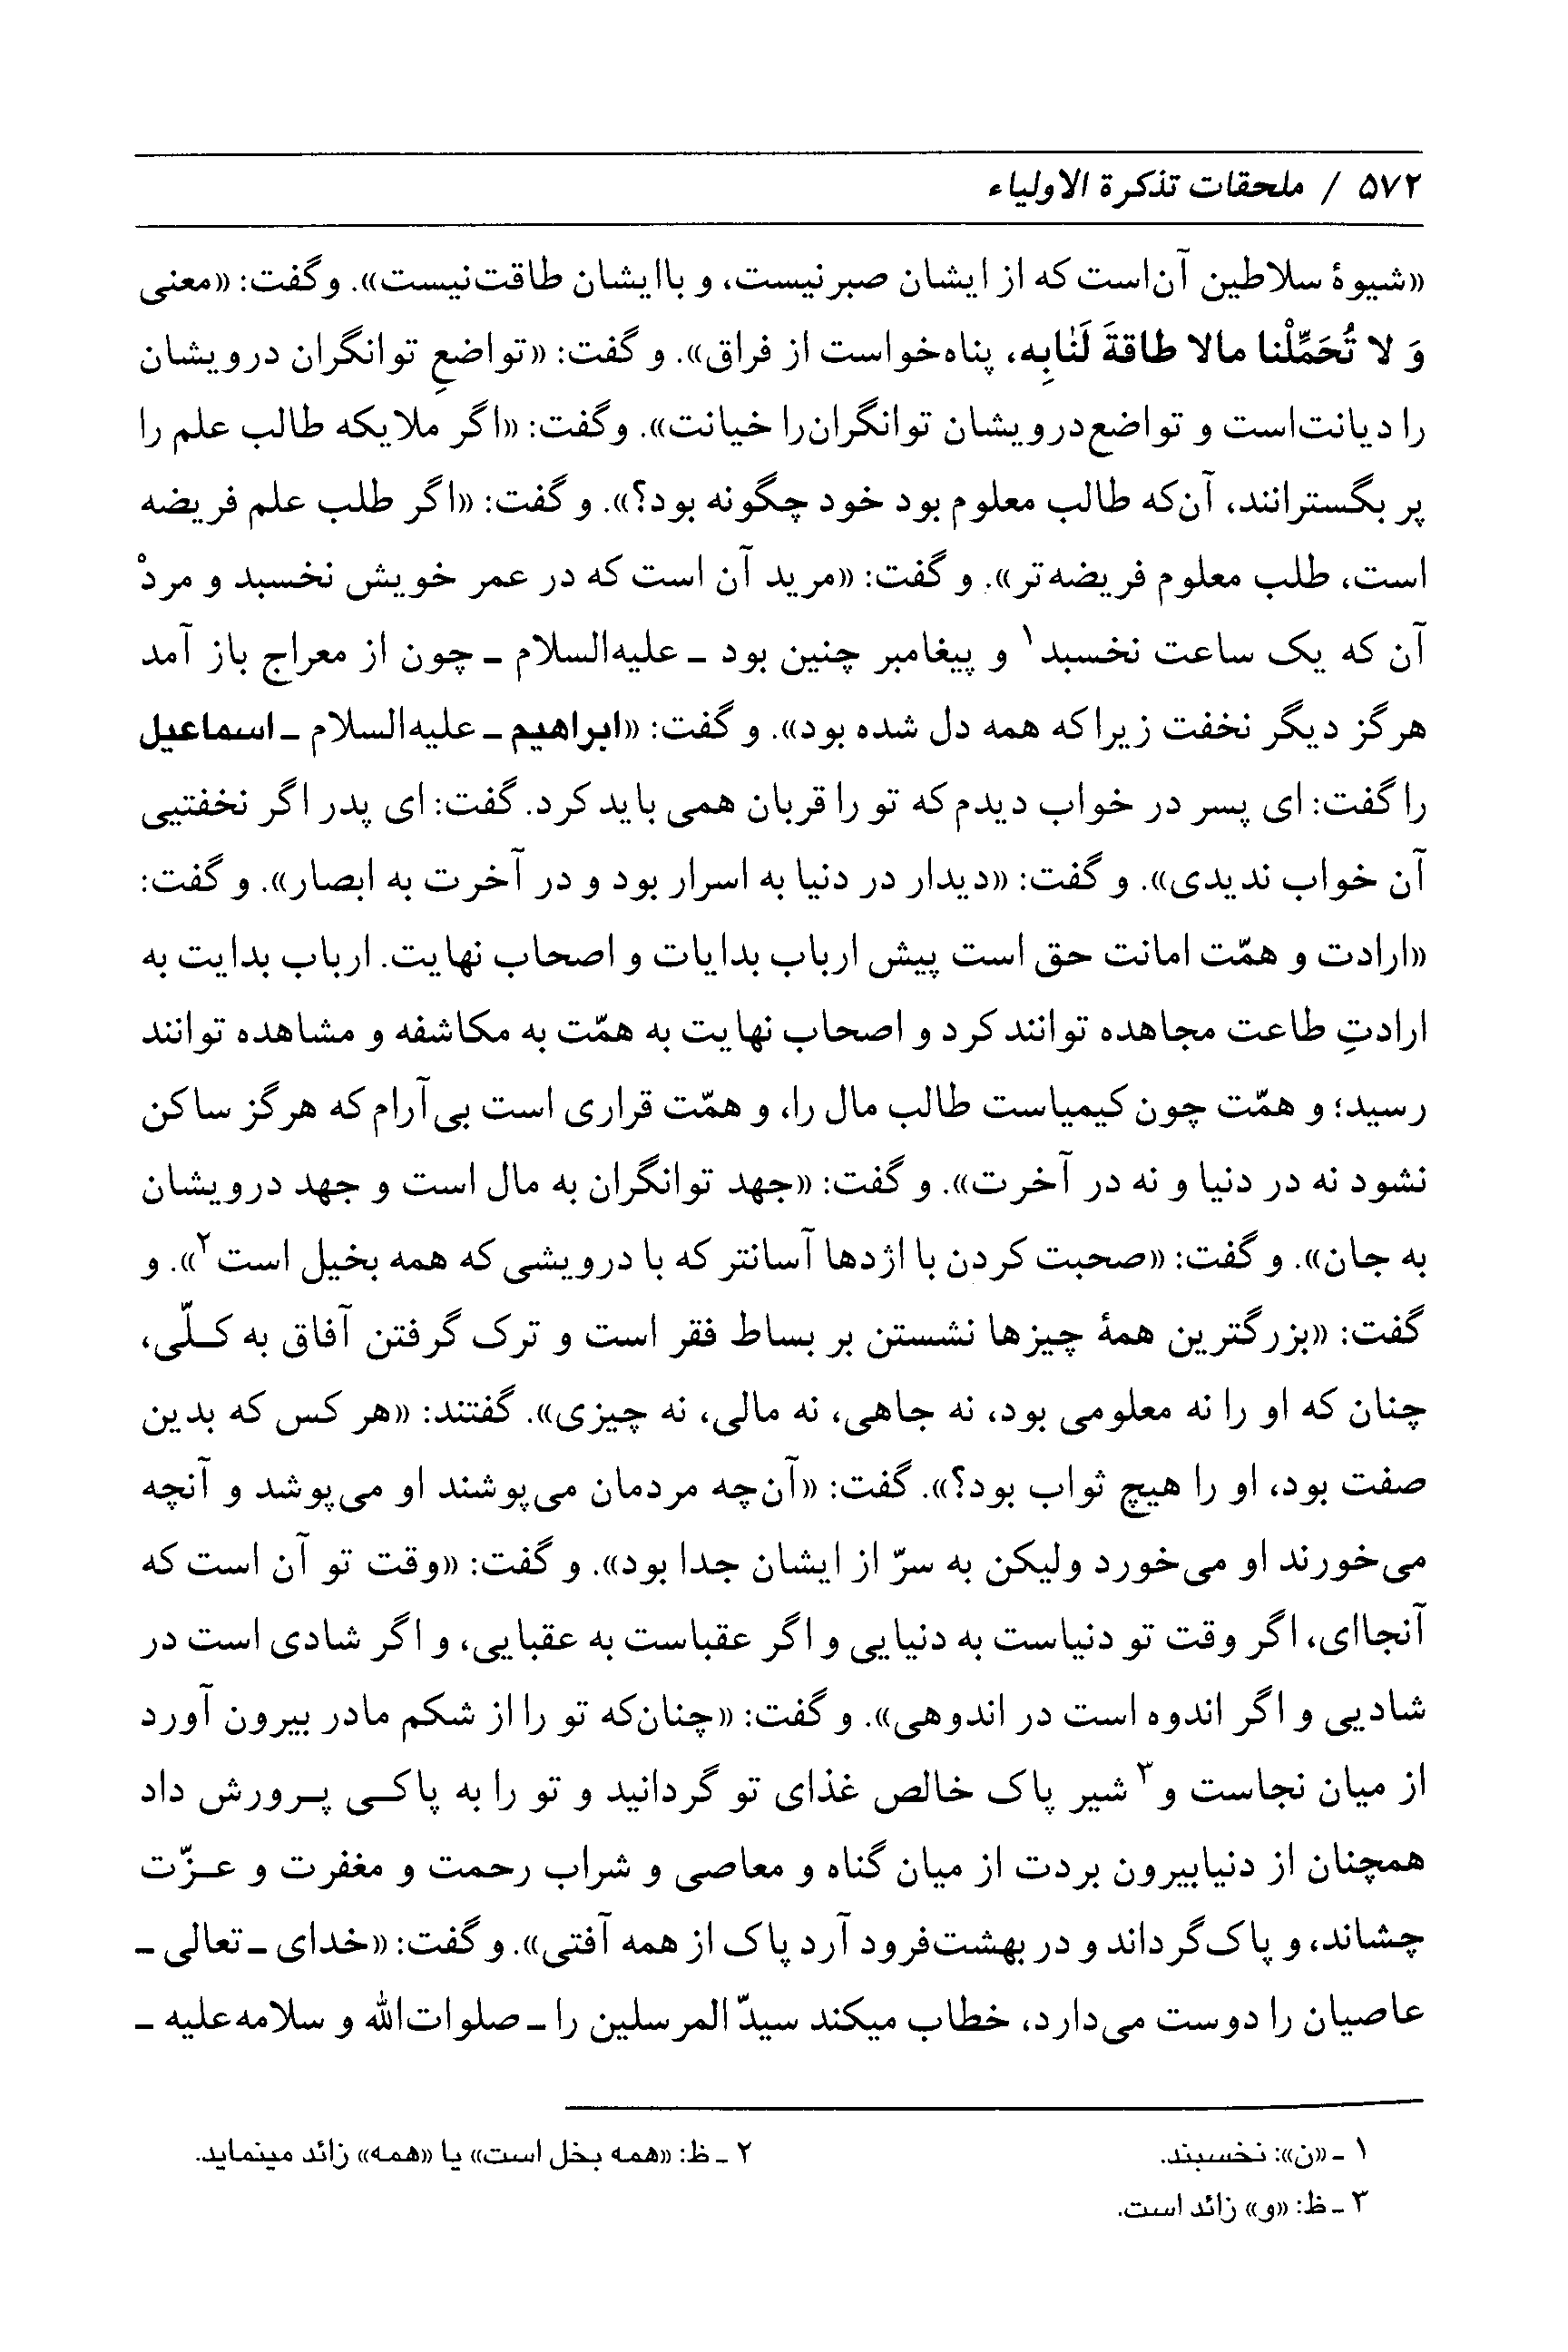 ۵۷۲ / ملحقات تذکرة الاولیاء
«شیوهٔ سلاطین آن‌است که از ایشان صبرنیست، و باایشان طاقت‌نیست». وگفت: «معنی
وَ لا تُحَمِّلْنا مالا طاقةَ لَنٰابِه، پناه‌خواست از فراق». و گفت: «تواضعِ توانگران درویشان
را دیانت‌است و تواضع‌درویشان توانگران‌را خیانت». وگفت: «اگر ملایکه طالب علم را
پر بگسترانند، آن‌که طالب معلوم بود خود چگونه بود؟». و گفت: «اگر طلب علم فریضه
است، طلب معلوم فریضه‌تر». و گفت: «مرید آن است که در عمر خویش نخسبد و مردْ
آن که یک ساعت نخسبد۱ و پیغامبر چنین بود ـ علیه‌السلام ـ چون از معراج باز آمد
هرگز دیگر نخفت زیراکه همه دل شده بود». و گفت: «ابراهیم ـ علیه‌السلام ـ اسماعیل
را گفت: ای پسر در خواب دیدم که تو را قربان همی باید کرد. گفت: ای پدر اگر نخفتیی
آن خواب ندیدی». و گفت: «دیدار در دنیا به اسرار بود و در آخرت به ابصار». و گفت:
«ارادت و همّت امانت حق است پیش ارباب بدایات و اصحاب نهایت. ارباب بدایت به
ارادتِ طاعت مجاهده توانند کرد و اصحاب نهایت به همّت به مکاشفه و مشاهده توانند
رسید؛ و همّت چون کیمیاست طالب مال را، و همّت قراری است بی‌آرام که هرگز ساکن
نشود نه در دنیا و نه در آخرت». و گفت: «جهد توانگران به مال است و جهد درویشان
به جان». و گفت: «صحبت کردن با اژدها آسانتر که با درویشی که همه بخیل است۲». و
گفت: «بزرگترین همهٔ چیزها نشستن بر بساط فقر است و ترک گرفتن آفاق به کـلّی،
چنان که او را نه معلومی بود، نه جاهی، نه مالی، نه چیزی». گفتند: «هر کس که بدین
صفت بود، او را هیچ ثواب بود؟». گفت: «آن‌چه مردمان می‌پوشند او می‌پوشد و آنچه
می‌خورند او می‌خورد ولیکن به سرّ از ایشان جدا بود». و گفت: «وقت تو آن است که
آنجاای، اگر وقت تو دنیاست به دنیایی و اگر عقباست به عقبایی، و اگر شادی است در
شادیی و اگر اندوه است در اندوهی». و گفت: «چنان‌که تو را از شکم مادر بیرون آورد
از میان نجاست و۳ شیر پاک خالص غذای تو گردانید و تو را به پاکـی پـرورش داد
همچنان از دنیابیرون بردت از میان گناه و معاصی و شراب رحمت و مغفرت و عـزّت
چشاند، و پاک‌گرداند و در بهشت‌فرود آرد پاک از همه آفتی». و گفت: «خدای ـ تعالی ـ
عاصیان را دوست می‌دارد، خطاب میکند سیدّ المرسلین را ـ صلوات‌الله و سلامه‌علیه ـ
۱ ـ «ن»: نخسبند.
۲ ـ ظ: «همه بخل است» یا «همه» زائد مینماید.
۳ ـ ظ: «و» زائد است.